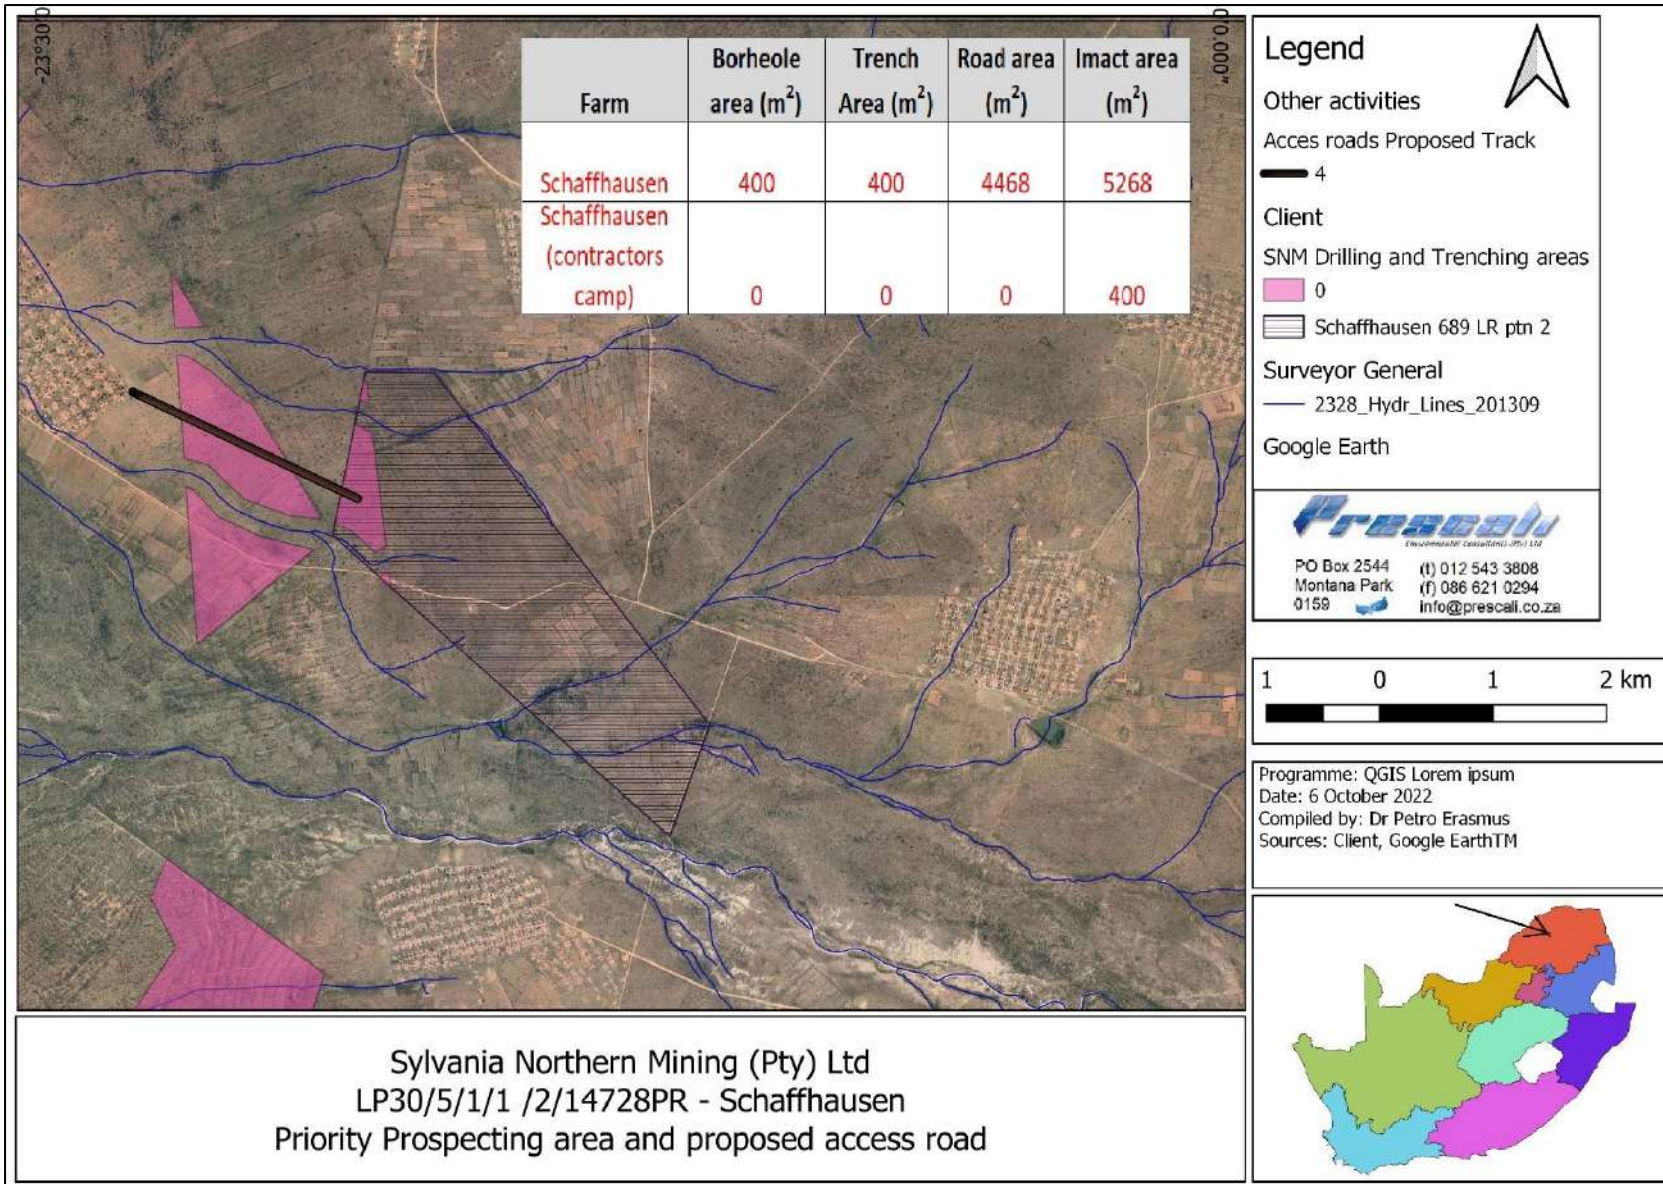 -23°30'0
0'0.000"
Farm
Borheole
area (m²)
Trench
Area (m²)
Road area
(m²)
Imact area
(m²)
Schaffhausen 400 400 4468 5268
Schaffhausen
(contractors
camp) 0 0 0 400
Legend
Other activities
Acces roads Proposed Track
4
Client
SNM Drilling and Trenching areas
0
Schaffhausen 689 LR ptn 2
Surveyor General
2328_Hydr_Lines_201309
Google Earth
Prescali
Environmental Consultants (Pty) Ltd
PO Box 2544
Montana Park
0159
(t) 012 543 3808
(f) 086 621 0294
info@prescali.co.za
1 0 1 2 km
Programme: QGIS Lorem ipsum
Date: 6 October 2022
Compiled by: Dr Petro Erasmus
Sources: Client, Google EarthTM
Sylvania Northern Mining (Pty) Ltd
LP30/5/1/1 /2/14728PR - Schaffhausen
Priority Prospecting area and proposed access road